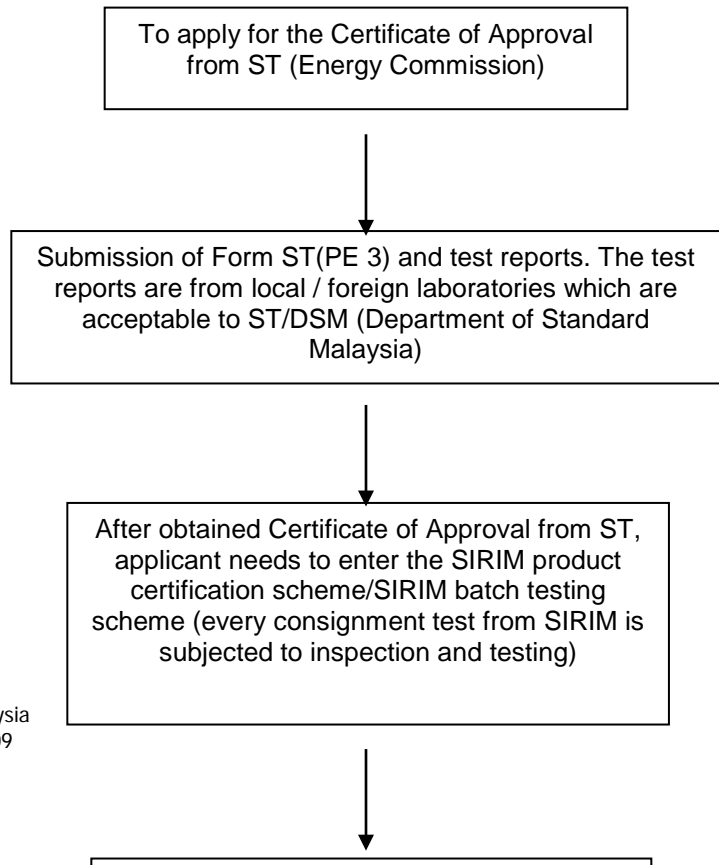 To apply for the Certificate of Approval
from ST (Energy Commission)
Submission of Form ST(PE 3) and test reports. The test
reports are from local / foreign laboratories which are
acceptable to ST/DSM (Department of Standard
Malaysia)
After obtained Certificate of Approval from ST,
applicant needs to enter the SIRIM product
certification scheme/SIRIM batch testing
scheme (every consignment test from SIRIM is
subjected to inspection and testing)